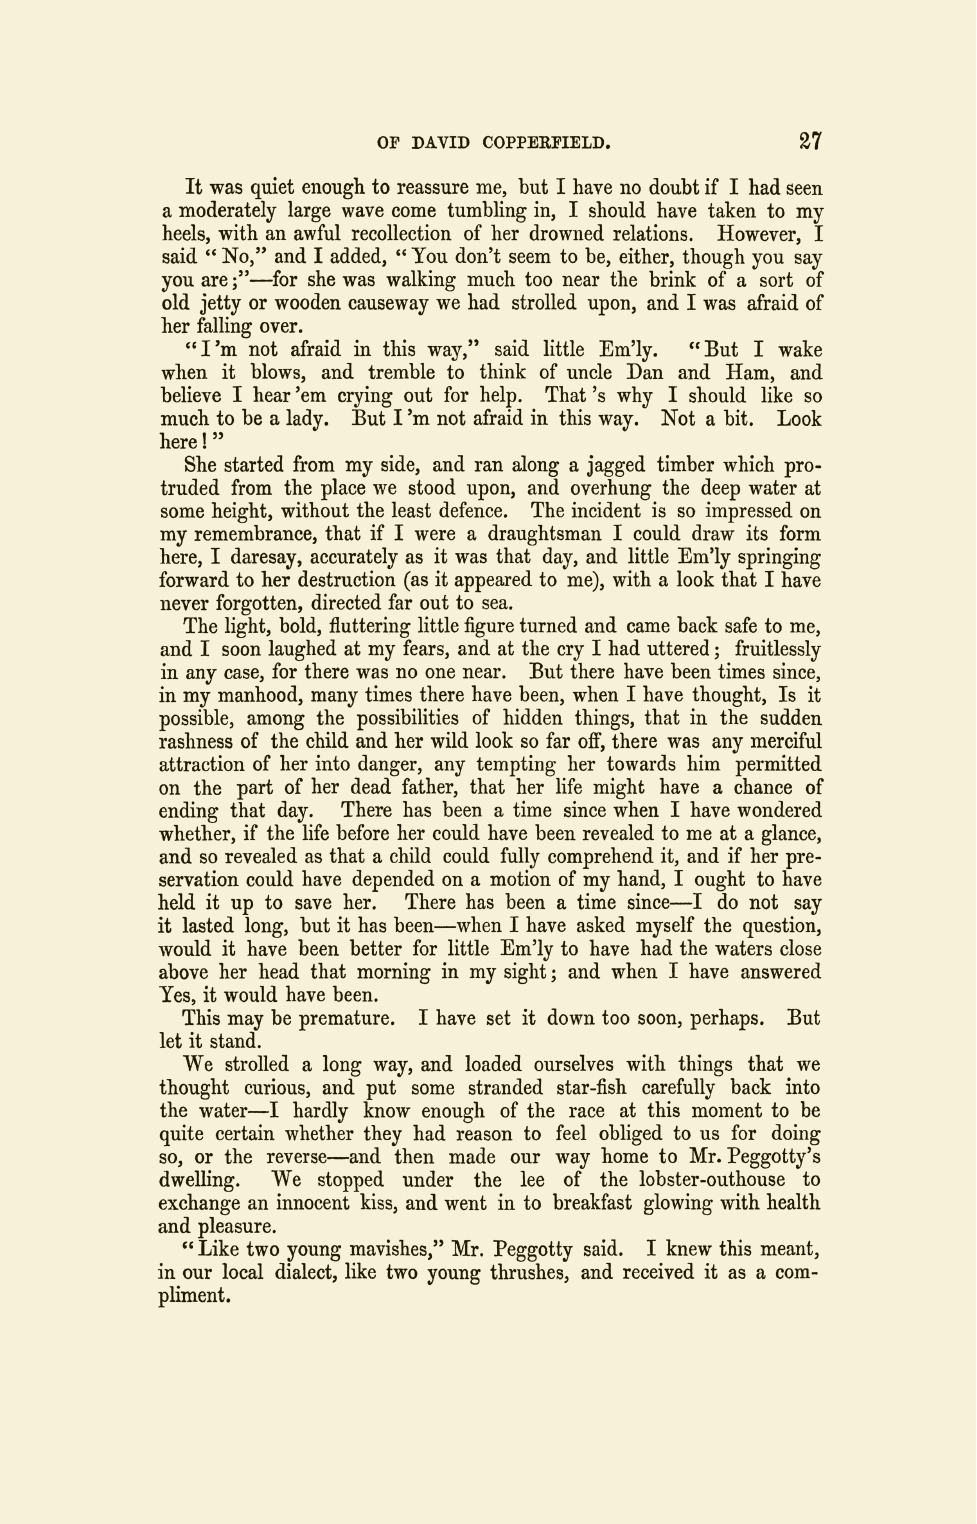 OF DAVID COPPERFIELD. 27
It was quiet enough to reassure me, but I have no doubt if I had seen
a moderately large wave come tumbling in, I should have taken to my
heels, with an awful recollection of her drowned relations. However, I
said “ No,” and I added, “ You don’t seem to be, either, though you say
you are ;”—for she was walking much too near the brink of a sort of
old jetty or wooden causeway we had strolled upon, and I was afraid of
her falling over.
“ I ’m not afraid in this way,” said little Em’ly. “ But I wake
when it blows, and tremble to think of uncle Dan and Ham, and
believe I hear ’em crying out for help. That ’s why I should like so
much to be a lady. But I ’m not afraid in this way. Not a bit. Look
here ! ”
She started from my side, and ran along a jagged timber which pro-
truded from the place we stood upon, and overhung the deep water at
some height, without the least defence. The incident is so impressed on
my remembrance, that if I were a draughtsman I could draw its form
here, I daresay, accurately as it was that day, and little Em’ly springing
forward to her destruction (as it appeared to me), with a look that I have
never forgotten, directed far out to sea.
The light, bold, fluttering little figure turned and came back safe to me,
and I soon laughed at my fears, and at the cry I had uttered ; fruitlessly
in any case, for there was no one near. But there have been times since,
in my manhood, many times there have been, when I have thought, Is it
possible, among the possibilities of hidden things, that in the sudden
rashness of the child and her wild look so far off, there was any merciful
attraction of her into danger, any tempting her towards him permitted
on the part of her dead father, that her life might have a chance of
ending that day. There has been a time since when I have wondered
whether, if the life before her could have been revealed to me at a glance,
and so revealed as that a child could fully comprehend it, and if her pre-
servation could have depended on a motion of my hand, I ought to have
held it up to save her. There has been a time since—I do not say
it lasted long, but it has been—when I have asked myself the question,
would it have been better for little Em’ly to have had the waters close
above her head that morning in my sight ; and when I have answered
Yes, it would have been.
This may be premature. I have set it down too soon, perhaps. But
let it stand.
We strolled a long way, and loaded ourselves with things that we
thought curious, and put some stranded star-fish carefully back into
the water—I hardly know enough of the race at this moment to be
quite certain whether they had reason to feel obliged to us for doing
so, or the reverse—and then made our way home to Mr. Peggotty’s
dwelling. We stopped under the lee of the lobster-outhouse to
exchange an innocent kiss, and went in to breakfast glowing with health
and pleasure.
“ Like two young mavishes,” Mr. Peggotty said. I knew this meant,
in our local dialect, like two young thrushes, and received it as a com-
pliment.